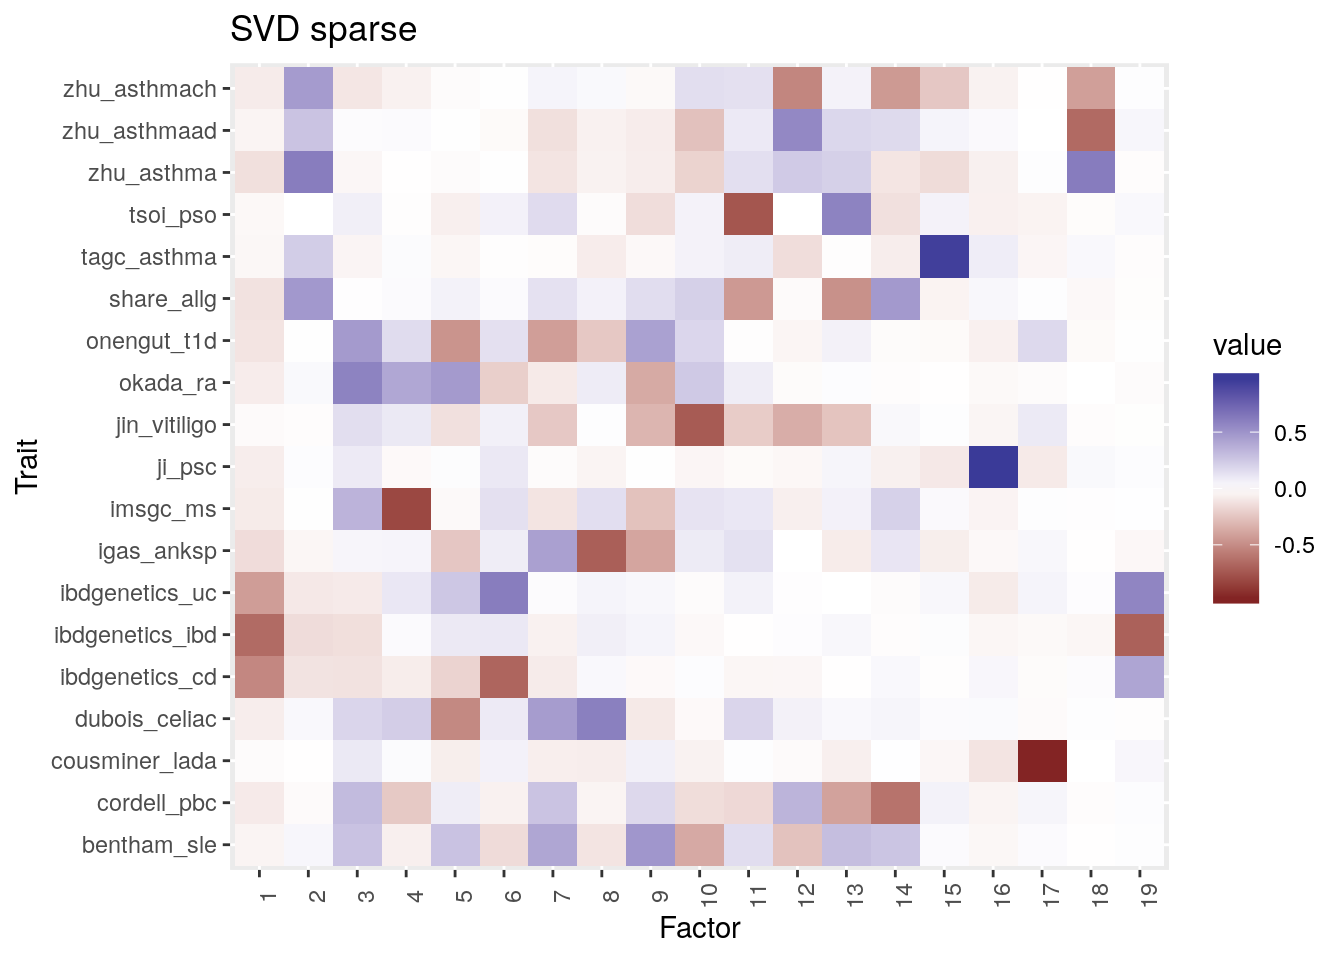 SVD sparse
Trait
zhu_asthmach
zhu_asthmaad
zhu_asthma
tsoi_pso
tagc_asthma
share_allg
onengut_t1d
okada_ra
jin_vitiligo
ji_psc
imsgc_ms
igas_anksp
ibdgenetics_uc
ibdgenetics_ibd
ibdgenetics_cd
dubois_celiac
cousminer_lada
cordell_pbc
bentham_sle
1 2 3 4 5 6 7 8 9 10 11 12 13 14 15 16 17 18 19
Factor
value
0.5
0.0
-0.5